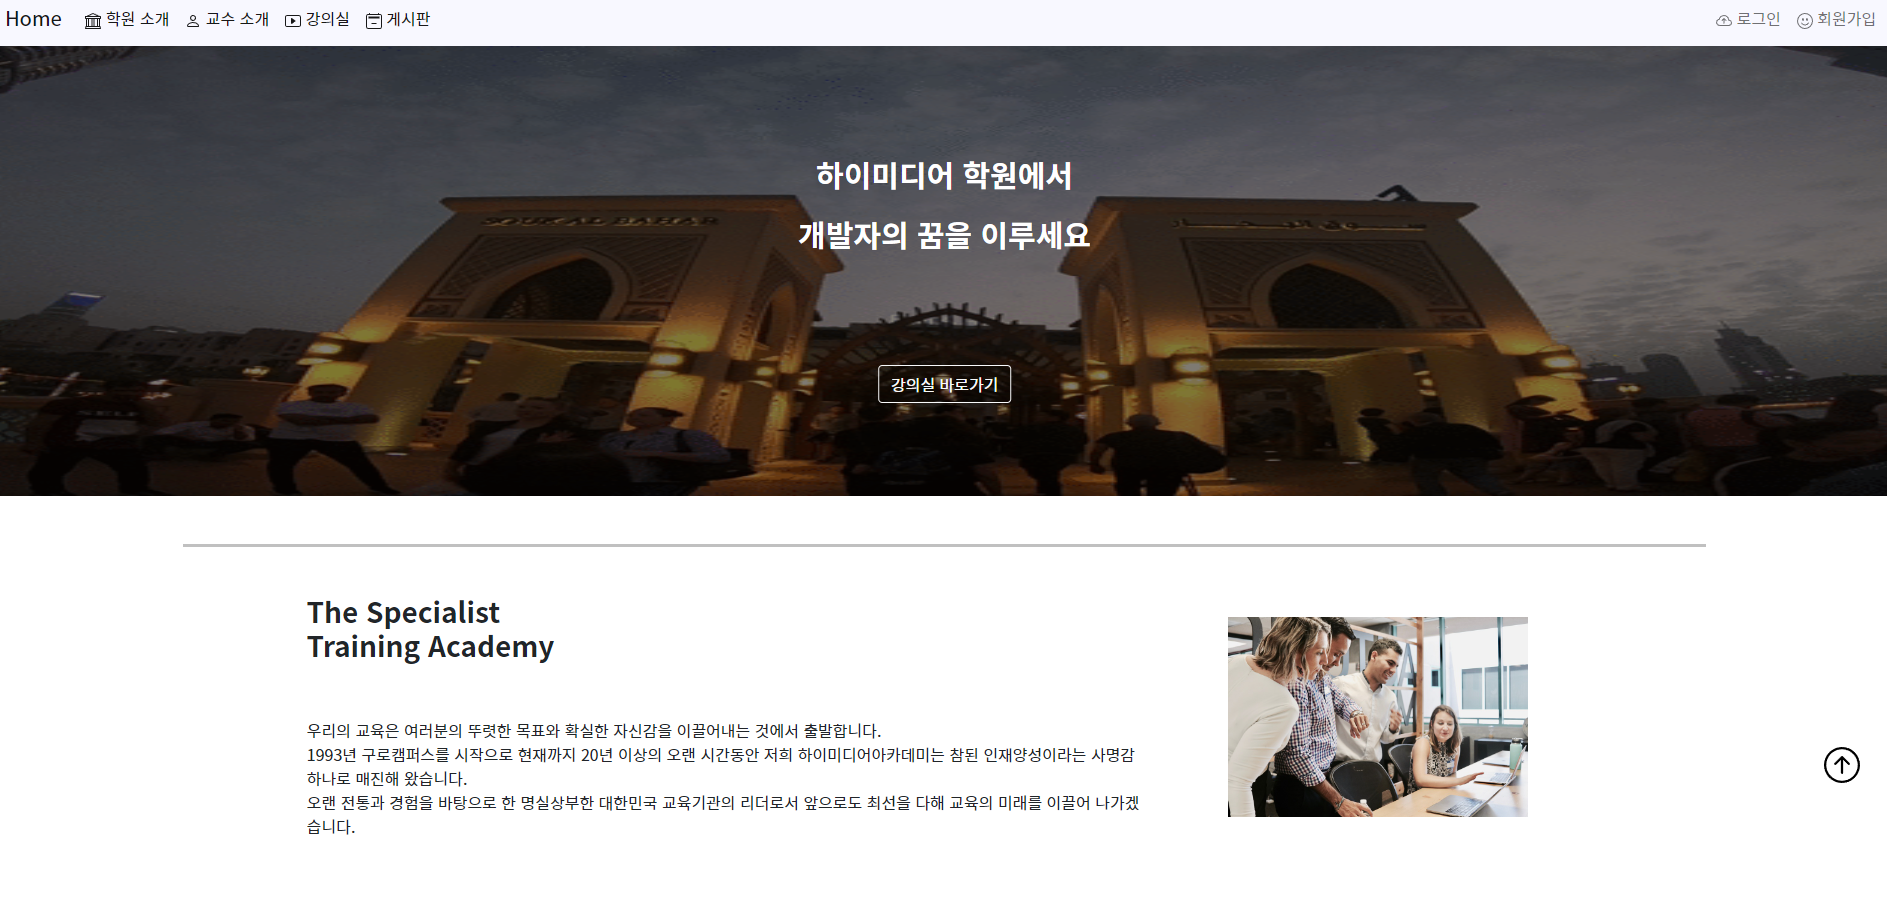 Home 학원 소개 교수 소개 강의실 게시판 로그인 회원가입
하이미디어 학원에서
개발자의 꿈을 이루세요
SOUK AL BAHAR
강의실 바로가기
The Specialist
Training Academy
우리의 교육은 여러분의 뚜렷한 목표와 확실한 자신감을 이끌어내는 것에서 출발합니다.
1993년 구로캠퍼스를 시작으로 현재까지 20년 이상의 오랜 시간동안 저희 하이미디어아카데미는 참된 인재양성이라는 사명감
하나로 매진해 왔습니다.
오랜 전통과 경험을 바탕으로 한 명실상부한 대한민국 교육기관의 리더로서 앞으로도 최선을 다해 교육의 미래를 이끌어 나가겠
습니다.